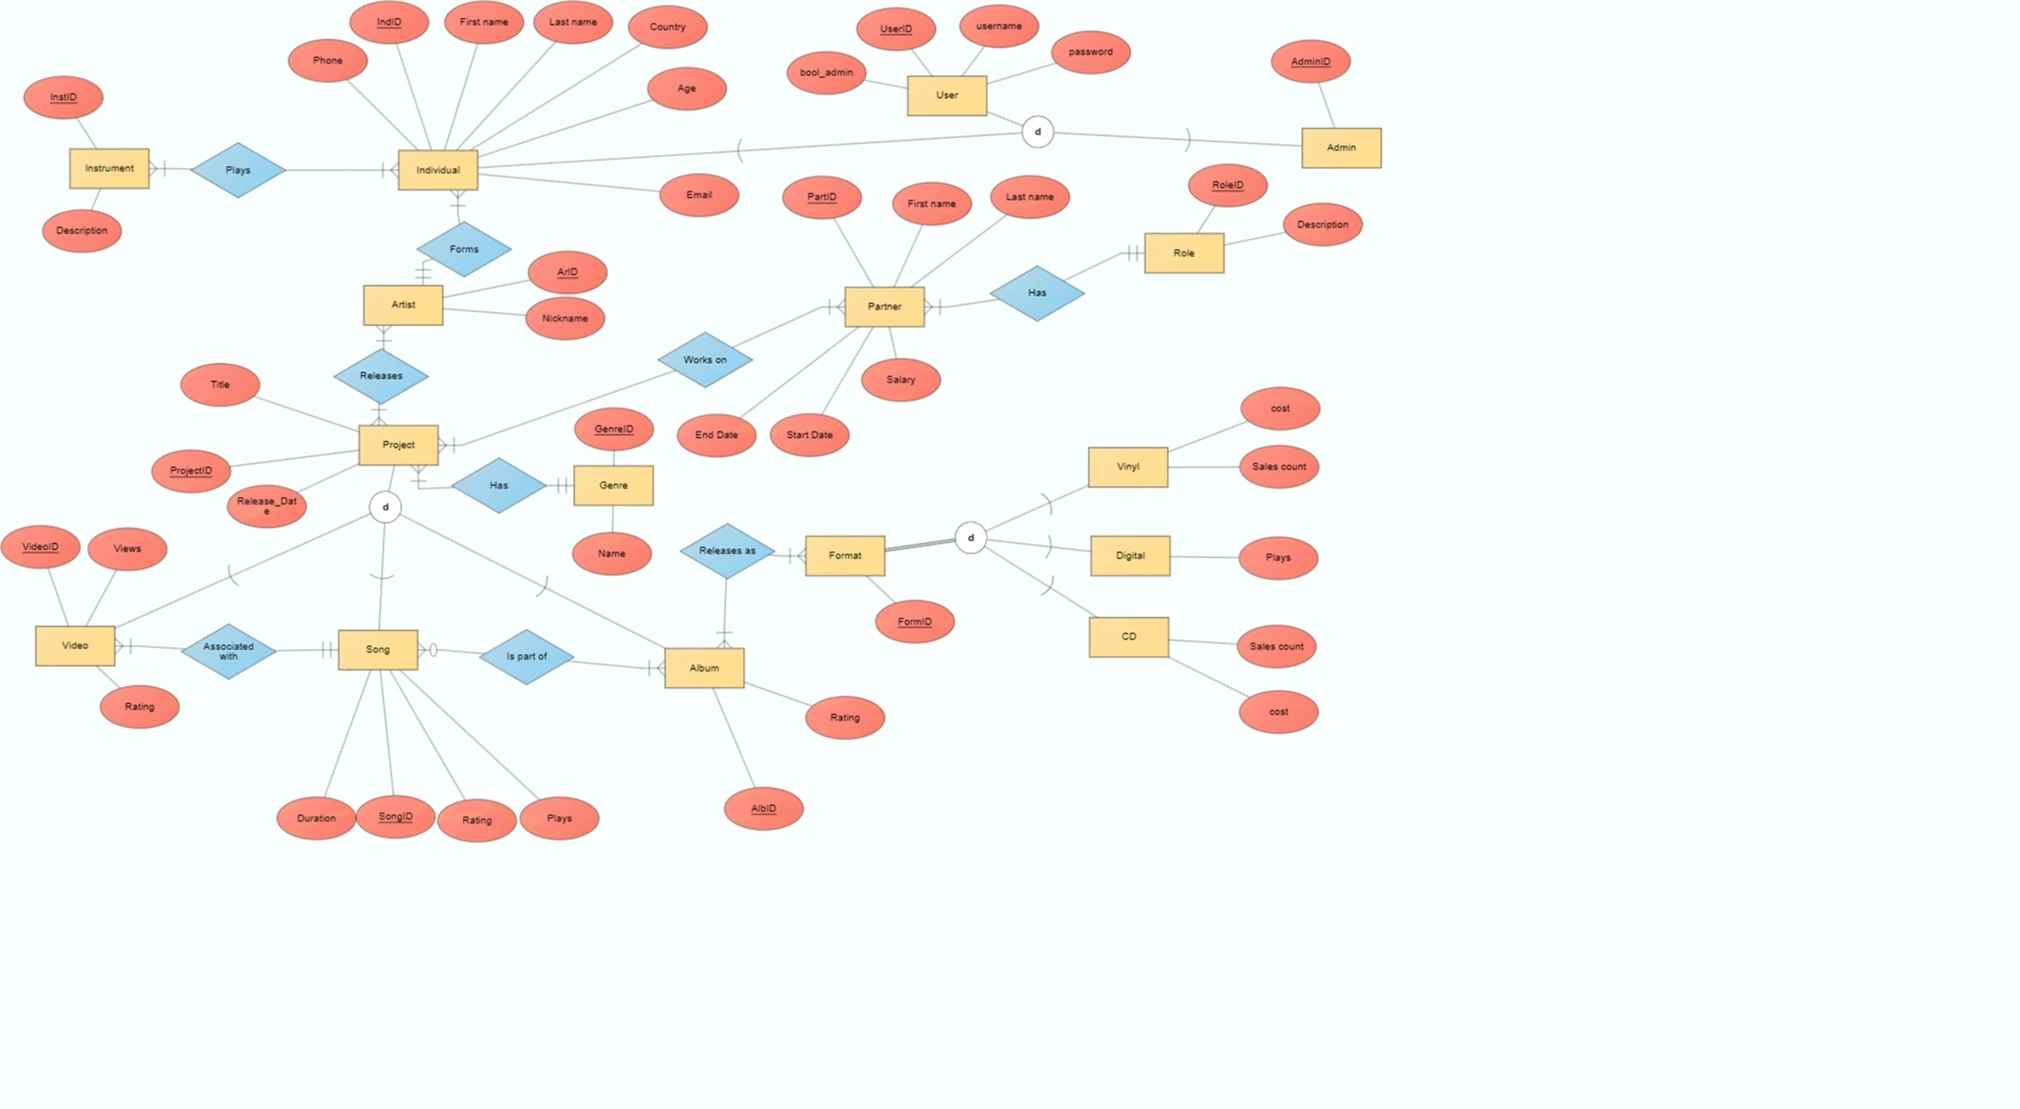 IndID
First name
Last name
Country
UserID
username
password
Phone
bool_admin
AdminID
InstID
Age
User
d
Admin
Instrument
Plays
Individual
Email
PartID
First name
Last name
RoleID
Description
Description
Forms
Role
ArID
Artist
Nickname
Has
Partner
Works on
Title
Releases
Salary
cost
GenreID
End Date
Start Date
Project
Vinyl
Sales count
ProjectID
Has
Genre
Release_Dat
e
d
VideoID
Views
Name
Releases as
Format
d
Digital
Plays
FormID
Video
Associated
with
Song
Is part of
Album
CD
Sales count
Rating
Rating
cost
Duration
SongID
Rating
Plays
AlbID